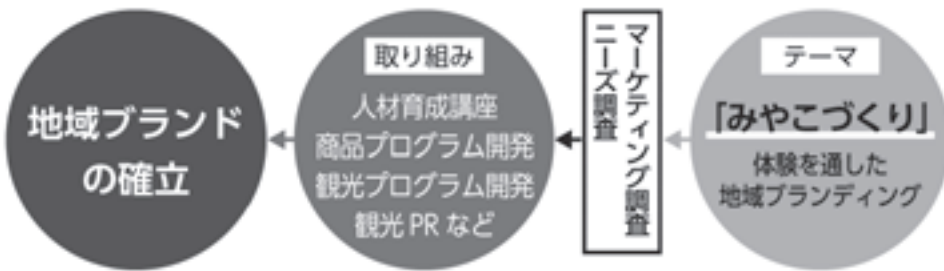 地域ブランド
の確立
取り組み
人材育成講座
商品プログラム開発
観光プログラム開発
観光 PR など
マーケティング調査
ニーズ調査
テーマ
「みやこづくり」
体験を通した
地域ブランディング